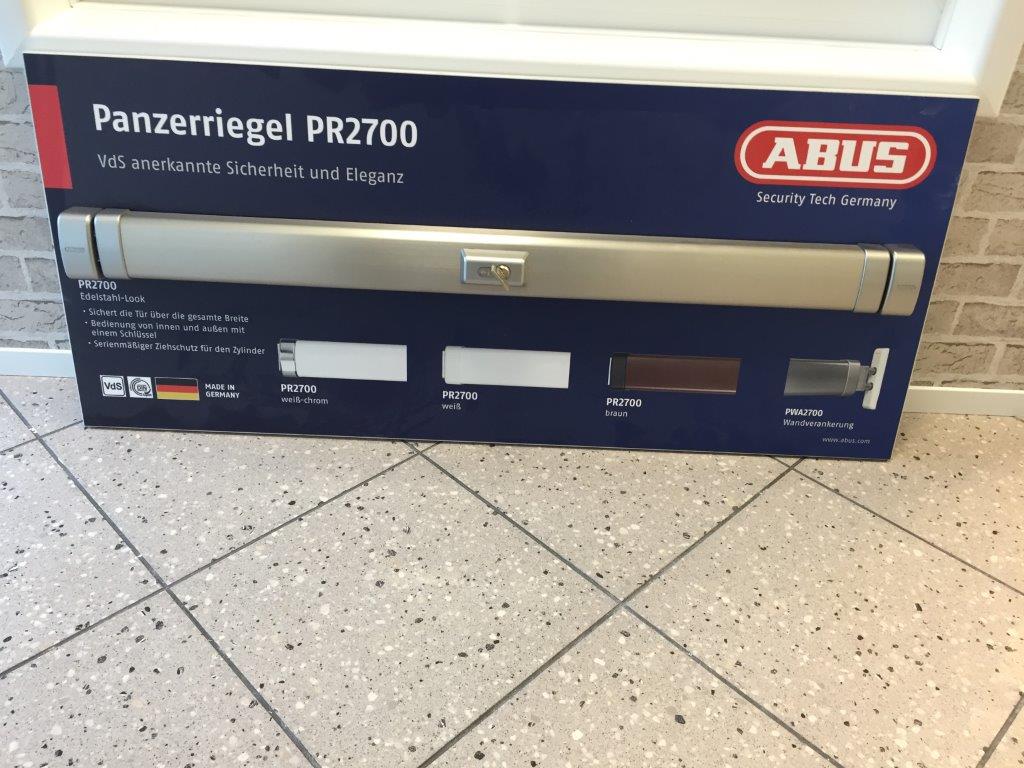 Panzerriegel PR2700
VdS anerkannte Sicherheit und Eleganz
ABUS
Security Tech Germany
PR2700
Edelstahl-Look
• Sichert die Tür über die gesamte Breite
• Bedienung von innen und außen mit
einem Schlüssel
• Serienmäßiger Ziehschutz für den Zylinder
VdS
DIN
MADE IN
GERMANY
PR2700
weiß-chrom
PR2700
weiß
PR2700
braun
PWA2700
Wandverankerung
www.abus.com